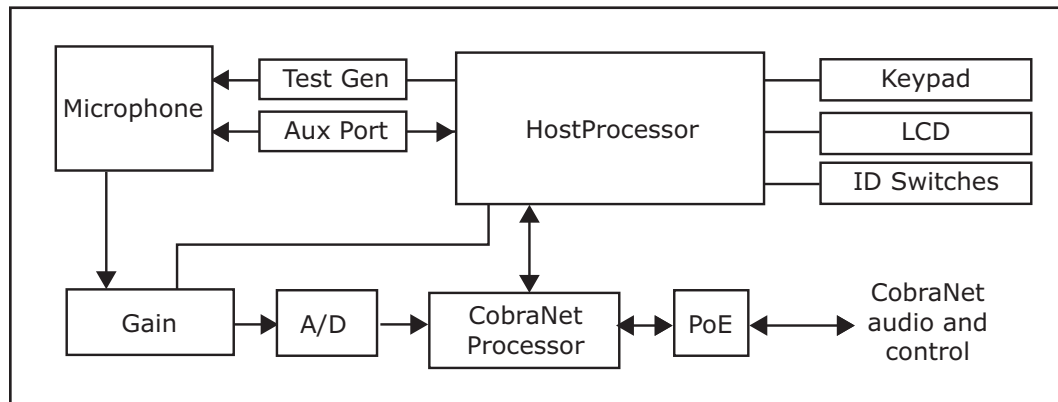 Test Gen
Keypad
Microphone
HostProcessor
Aux Port
LCD
ID Switches
Gain
A/D
CobraNet
Processor
PoE
CobraNet
audio and
control